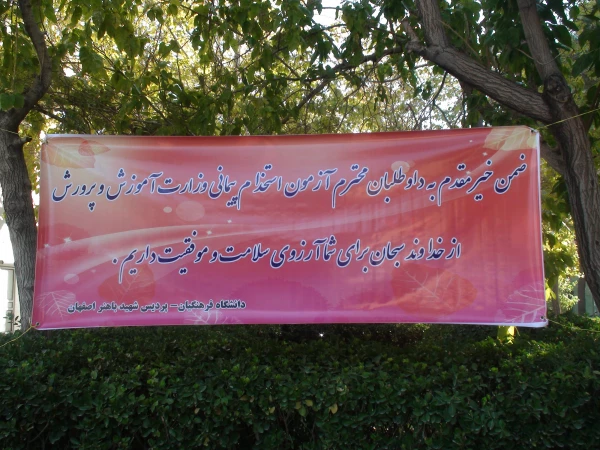 ضمن خیر مقدم به داوطلبان محترم آزمون استخدام پیمانی وزارت آموزش و پرورش
از خداوند سبحان برای شما آرزوی سلامت و موفقیت داریم .
دانشگاه فرهنگیان – پردیس شهید باهنر اصفهان